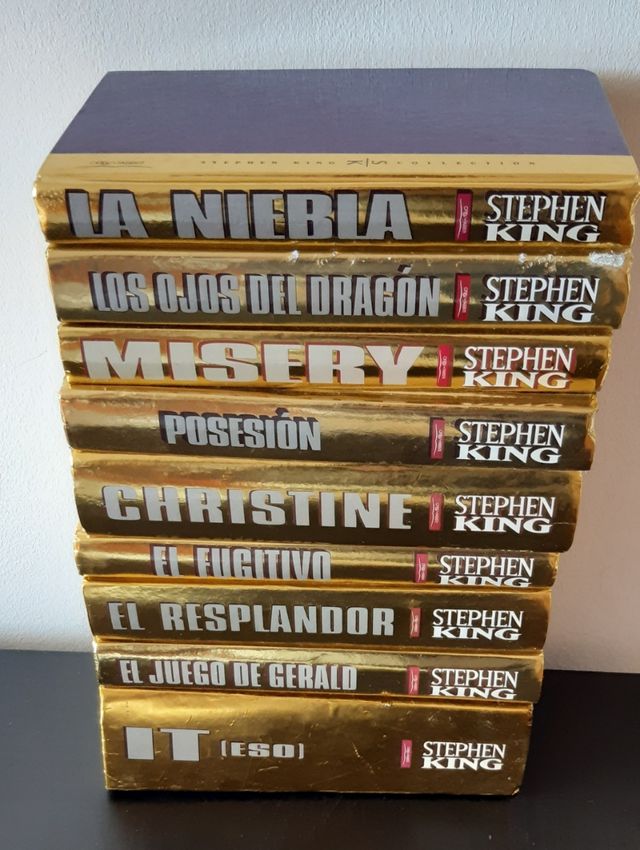 STEPHEN KING K|S COLLECTION
LA NIEBLA
STEPHEN
KING
LOS OJOS DEL DRAGÓN
STEPHEN
KING
MISERY
STEPHEN
KING
POSESIÓN
STEPHEN
KING
CHRISTINE
STEPHEN
KING
EL FUGITIVO
STEPHEN
KING
EL RESPLANDOR
STEPHEN
KING
EL JUEGO DE GERALD
STEPHEN
KING
IT (ESO)
STEPHEN
KING